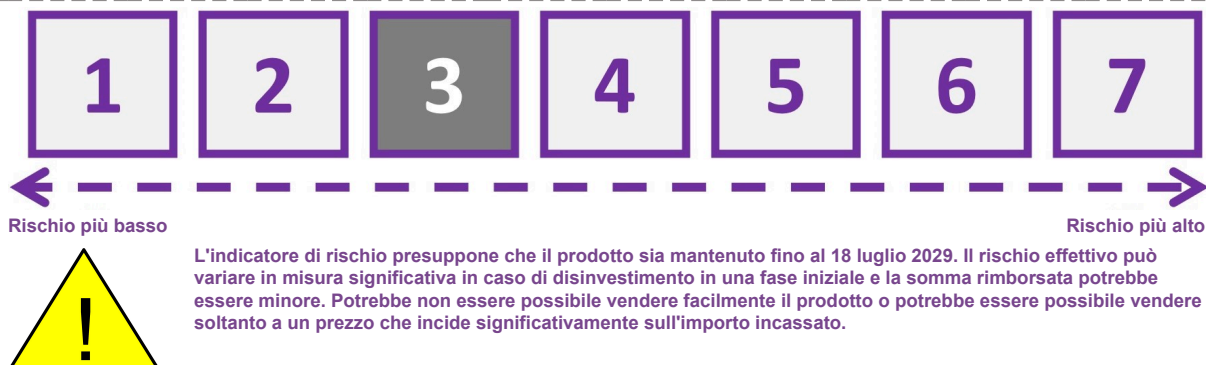 1 2 3 4 5 6 7
Rischio più basso Rischio più alto
L'indicatore di rischio presuppone che il prodotto sia mantenuto fino al 18 luglio 2029. Il rischio effettivo può
variare in misura significativa in caso di disinvestimento in una fase iniziale e la somma rimborsata potrebbe
essere minore. Potrebbe non essere possibile vendere facilmente il prodotto o potrebbe essere possibile vendere
soltanto a un prezzo che incide significativamente sull'importo incassato.
!